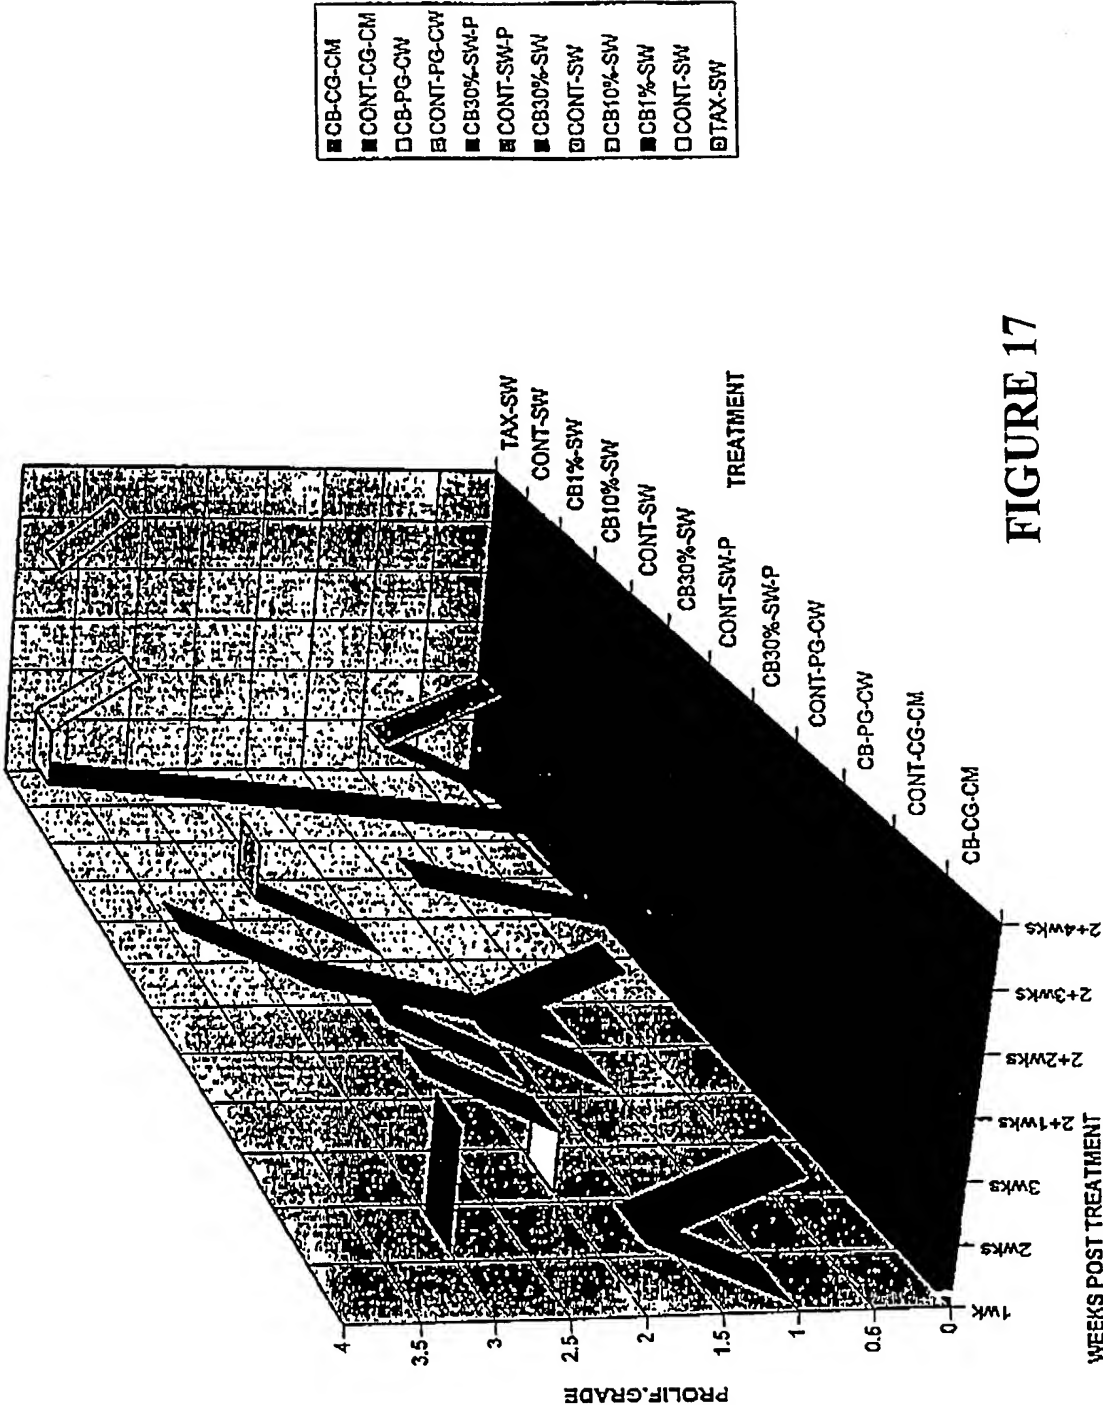 CB-CG-CM
CONT-CG-CM
CB-PG-CW
CONT-PG-CW
CB30%-SW-P
CONT-SW-P
CB30%-SW
CONT-SW
CB10%-SW
CB1%-SW
CONT-SW
TAX-SW
TAX-SW
CONT-SW
CB1%-SW
CB10%-SW
CONT-SW
CB30%-SW
CONT-SW-P
CB30%-SW-P
CONT-PG-CW
CB-PG-CW
CONT-CG-CM
CB-CG-CM
TREATMENT
4
3.5
3
2.5
2
1.5
1
0.5
0
PROLIF.GRADE
1wk
2wks
3wks
2+1wks
2+2wks
2+3wks
2+4wks
WEEKS POST TREATMENT
FIGURE 17